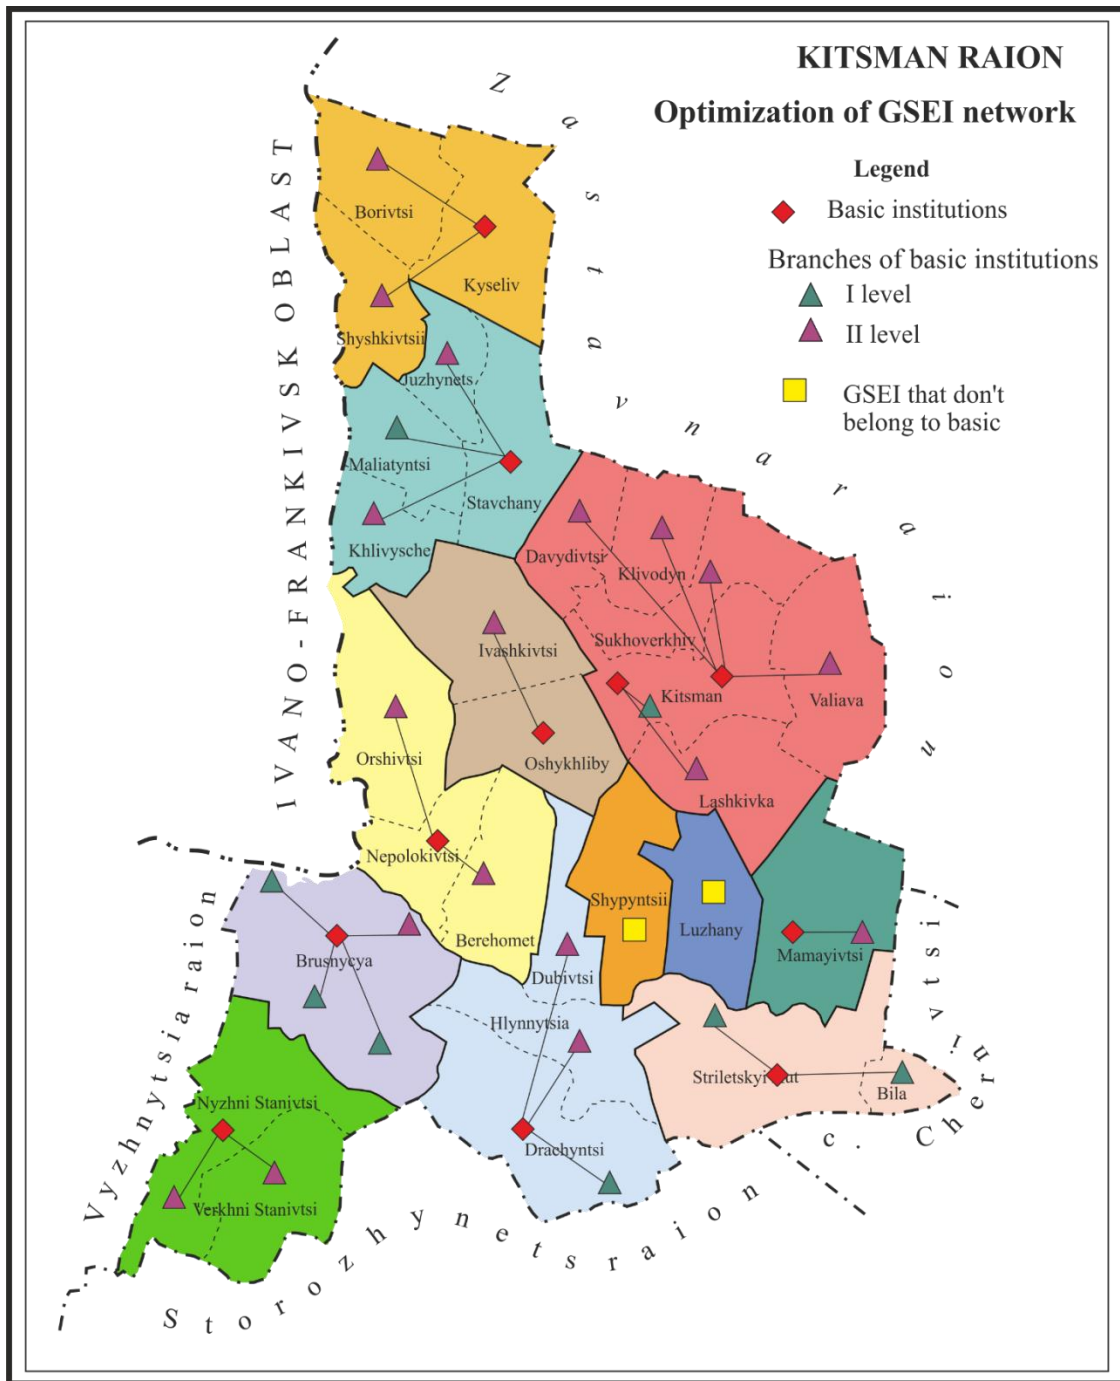 KITSMAN RAION
Optimization of GSEI network
Legend
Basic institutions
Branches of basic institutions
I level
II level
GSEI that don't
belong to basic
Zastavna raionu
IVANO-FRANKIVSK OBLAST
Borivtsi
Kyseliv
Shyshkivtsii
Juzhynets
Maliatyntsi
Stavchany
Khlivysche
Davydivtsi
Klivodyn
Sukhoverkhiv
Ivashkivtsi
Kitsman
Valiava
Orshivtsi
Oshykhliby
Lashkivka
Nepolokivtsi
Shypyntsii
Luzhany
Berehomet
Mamayivtsi
Brusnycya
Dubivtsi
Hlynnytsia
Striletskyi Kut
Bila
Nyzhni Stanivtsi
Drachyntsi
Verkhni Stanivtsi
Vyzhnytsia raion
Storozhynets raion
c. Chernivtsi